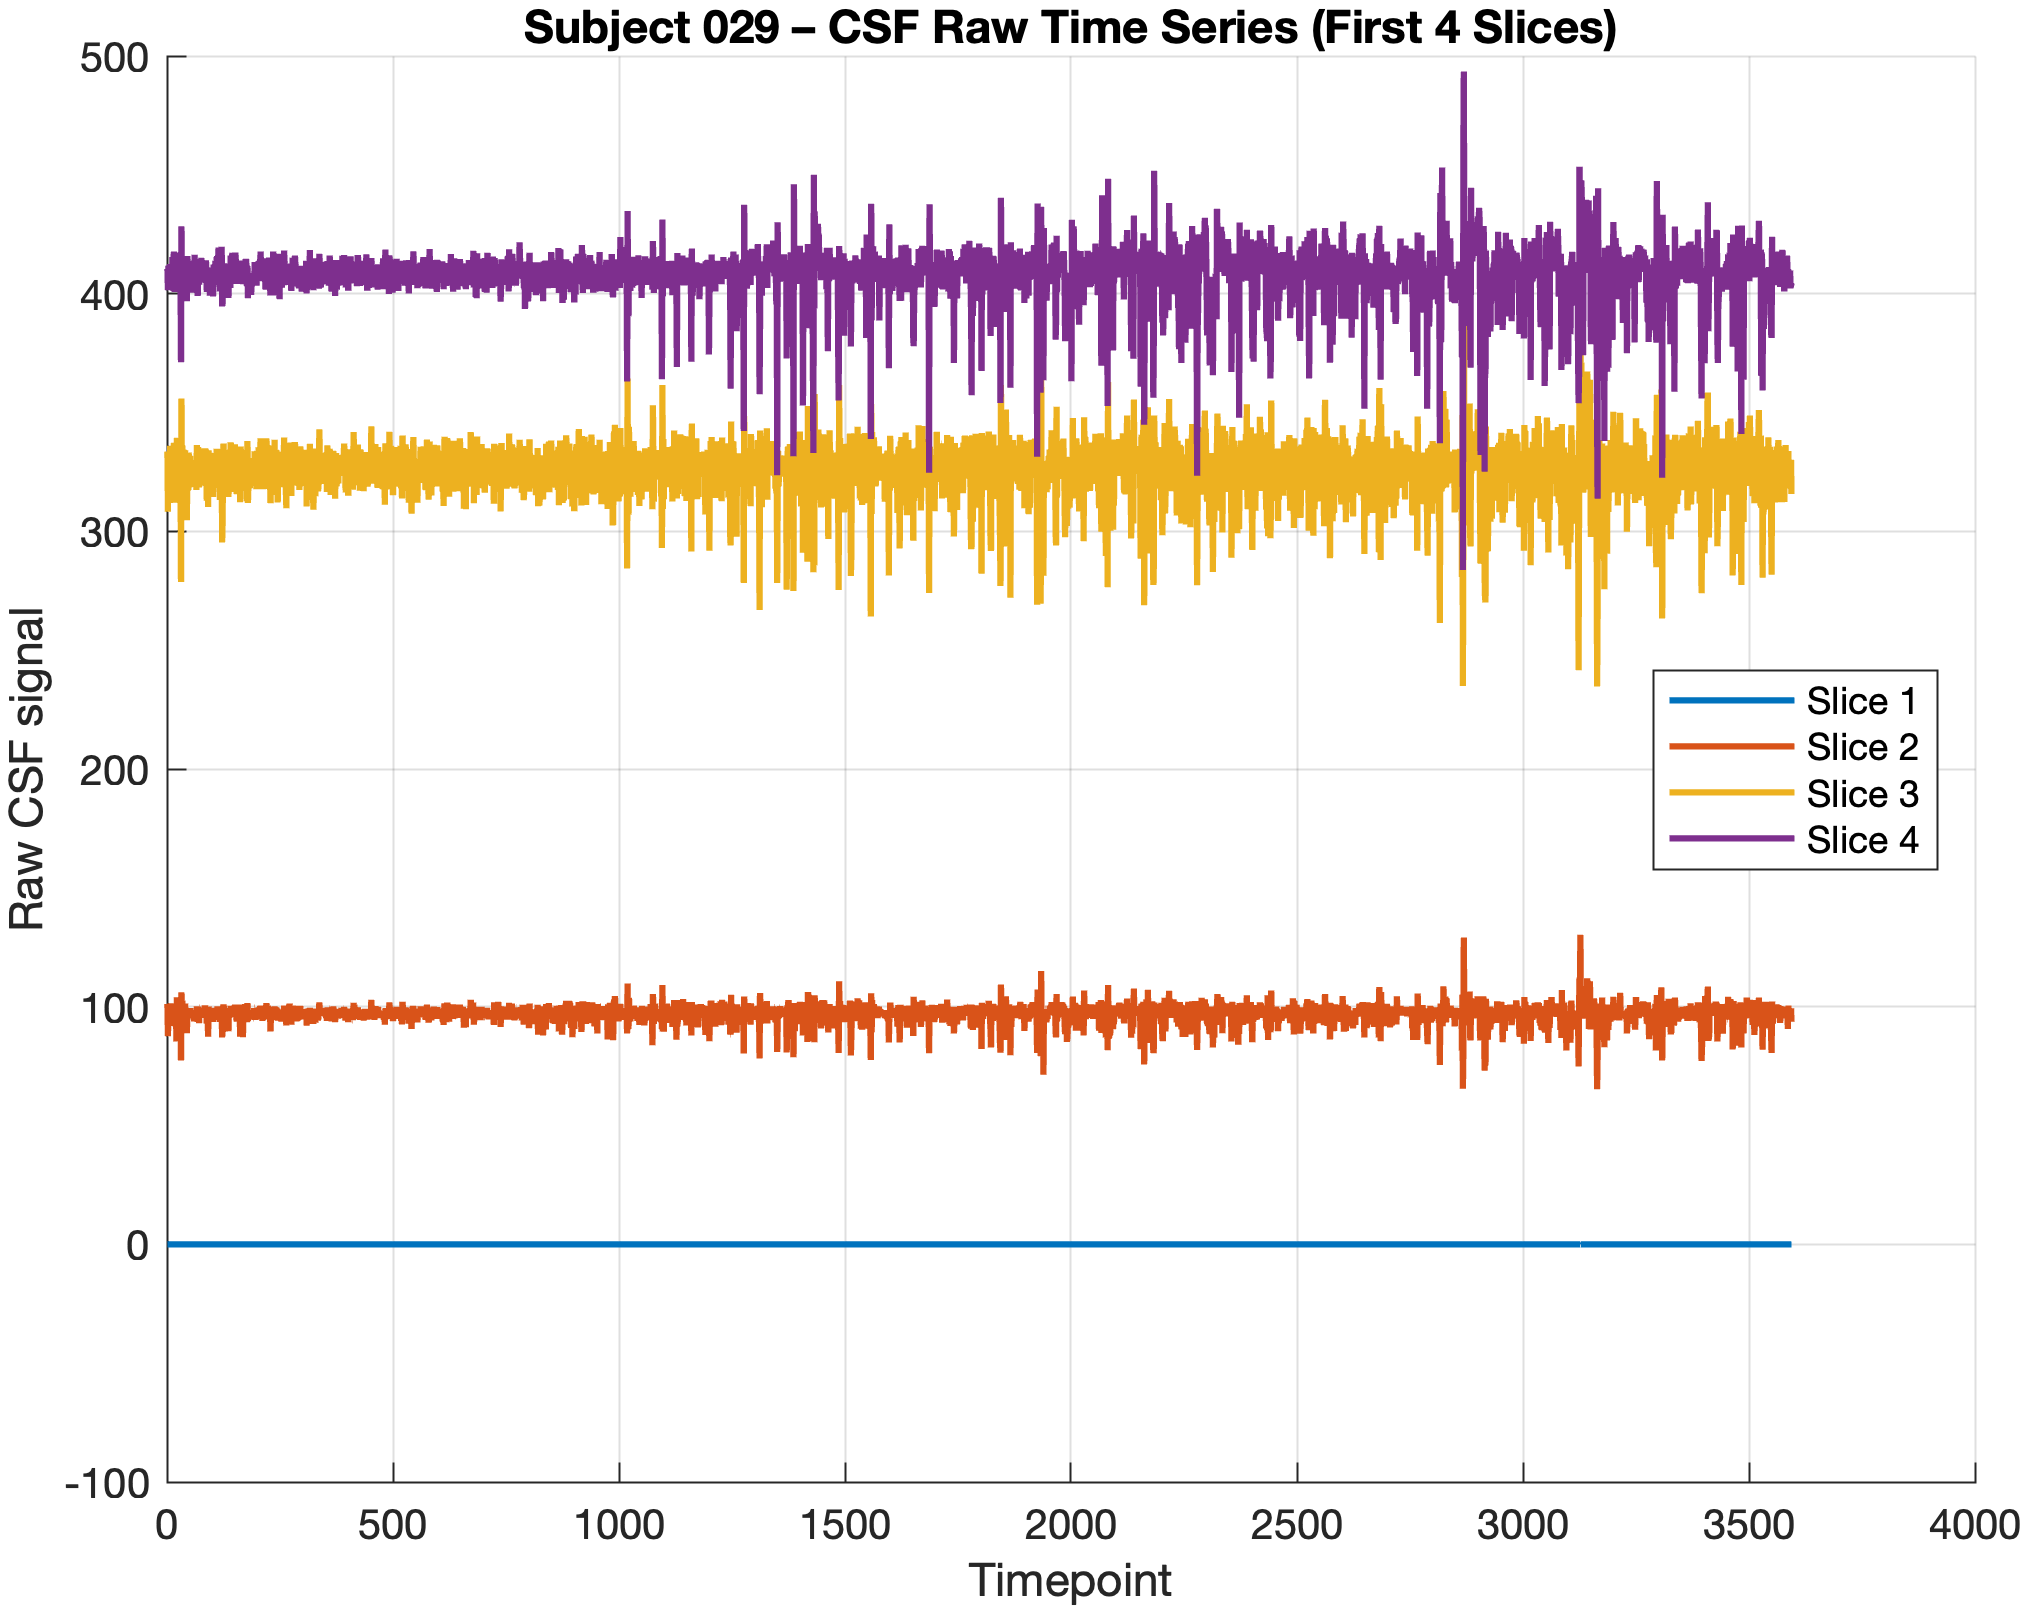 Subject 029 – CSF Raw Time Series (First 4 Slices)
500
400
300
200
100
0
-100
Raw CSF signal
Slice 1
Slice 2
Slice 3
Slice 4
0 500 1000 1500 2000 2500 3000 3500 4000
Timepoint